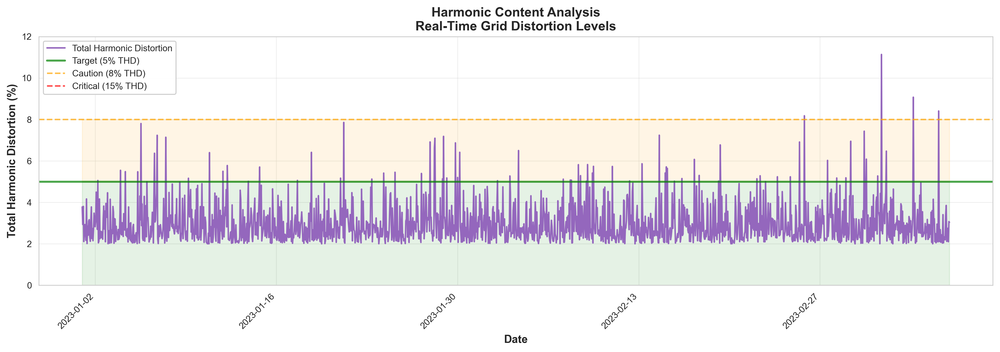 Harmonic Content Analysis
Real-Time Grid Distortion Levels
Total Harmonic Distortion (%)
12
10
8
6
4
2
0
Total Harmonic Distortion
Target (5% THD)
Caution (8% THD)
Critical (15% THD)
2023-01-02
2023-01-16
2023-01-30
2023-02-13
2023-02-27
Date